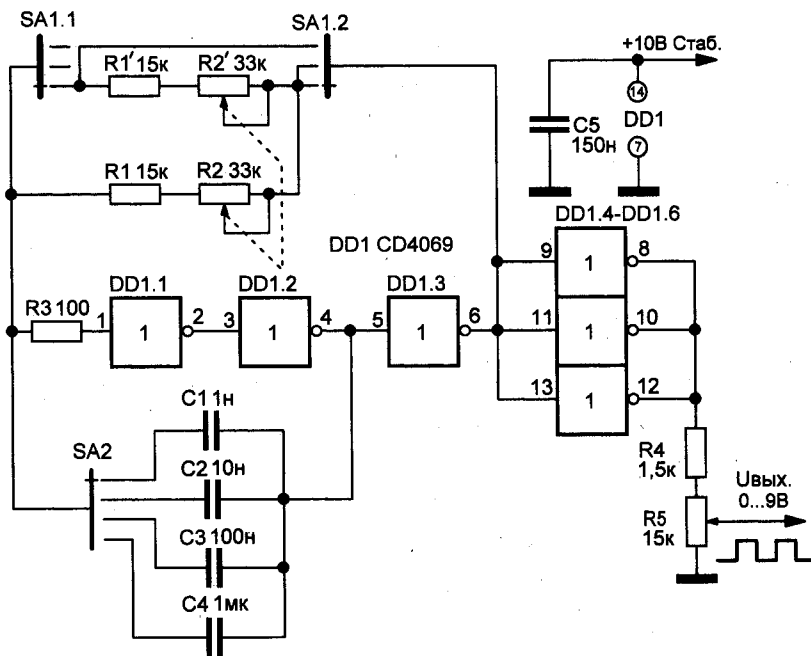 SA1.1
SA1.2
R1′ 15к
R2′ 33к
+10В Стаб.
14
C5
150н
DD1
7
R1 15к
R2 33к
DD1 CD4069
DD1.4-DD1.6
DD1.1
DD1.2
DD1.3
9
1
8
R3 100
1
1
2
3
1
4
5
1
6
11
1
10
13
1
12
C1 1н
SA2
C2 10н
C3 100н
C4 1мк
R4
1,5к
Uвых.
0...9В
R5
15к